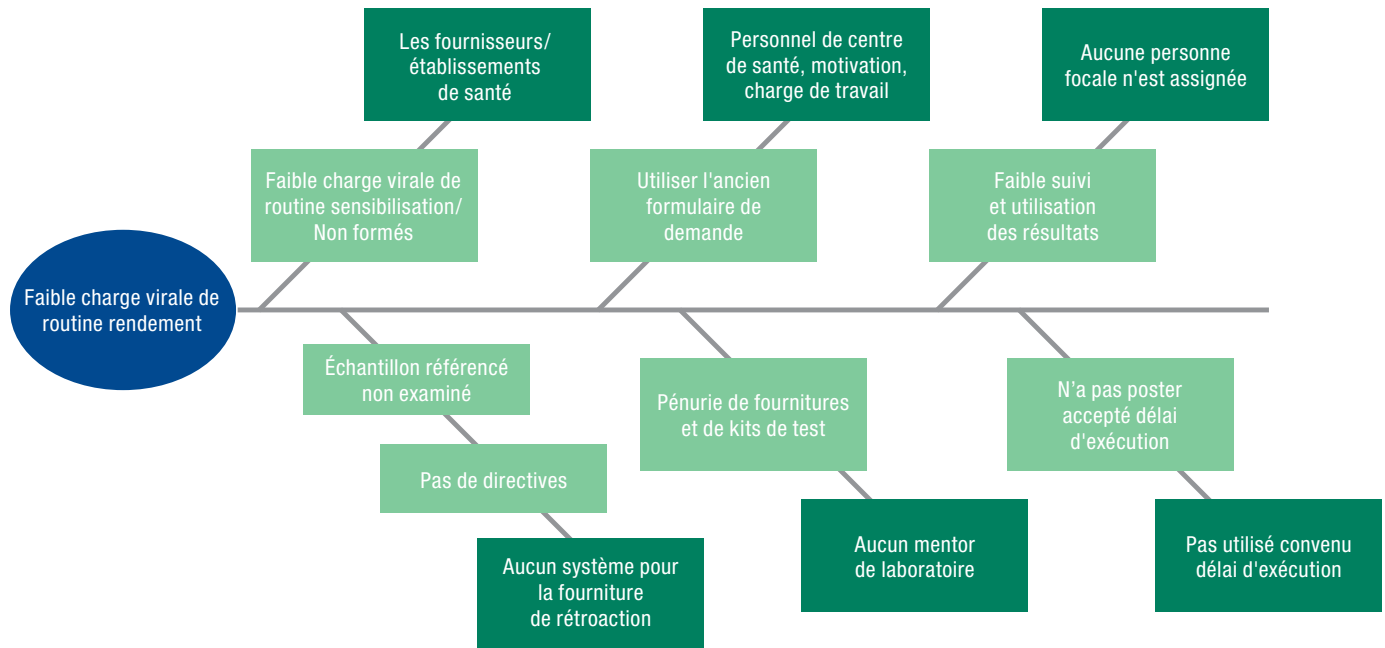 Les fournisseurs/
établissements
de santé
Personnel de centre
de santé, motivation,
charge de travail
Aucune personne
focale n'est assignée
Faible charge virale de
routine sensibilisation/
Non formés
Utiliser l'ancien
formulaire de
demande
Faible suivi
et utilisation
des résultats
Faible charge virale de
routine rendement
Échantillon référencé
non examiné
Pénurie de fournitures
et de kits de test
N’a pas poster
accepté délai
d'exécution
Pas de directives
Aucun système pour
la fourniture
de rétroaction
Aucun mentor
de laboratoire
Pas utilisé convenu
délai d'exécution